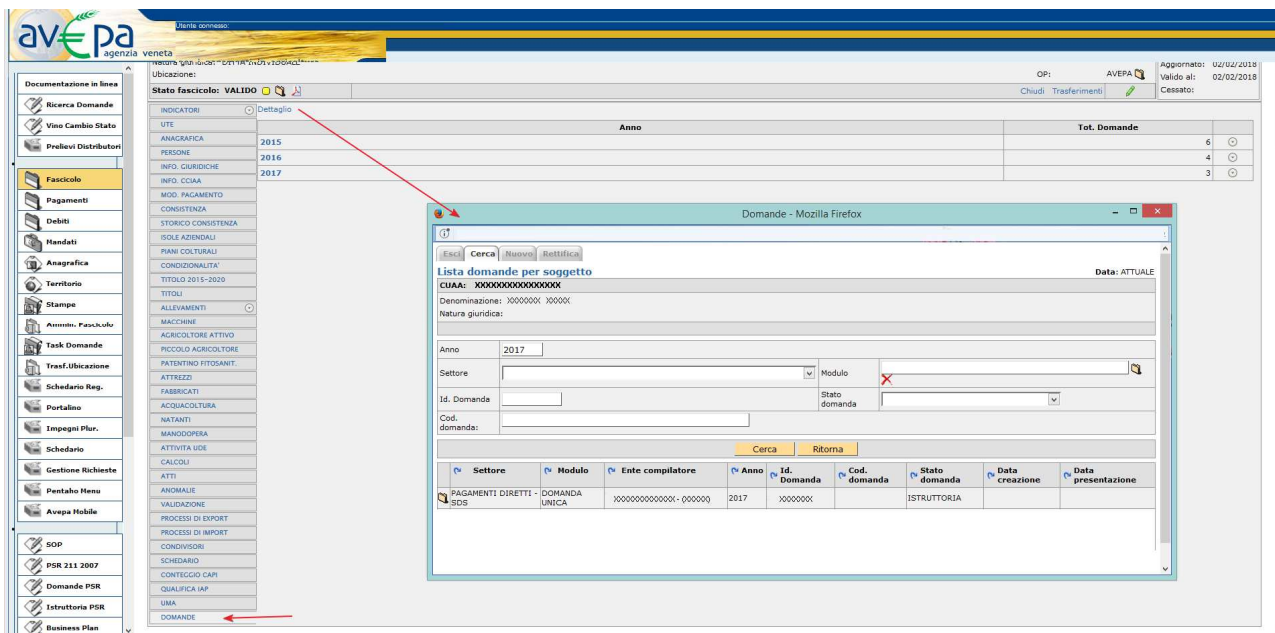 avepa
agenzia veneta
Utente connesso:
Ubicazione:
OP: AVEPA
Aggiornato: 02/02/2018
Valido al: 02/02/2018
Stato fascicolo: VALIDO
Chiudi Trasferimenti
Cessato:
Documentazione in linea
Ricerca Domande
Vino Cambio Stato
Prelievi Distributori
Fascicolo
Pagamenti
Debiti
Mandati
Anagrafica
Territorio
Stampe
Ammin. Fascicolo
Task Domande
Trasf.Ubicazione
Schedario Reg.
Portalino
Impegni Plur.
Schedario
Gestione Richieste
Pentaho Menu
Avepa Mobile
SOP
PSR 211 2007
Domande PSR
Istruttoria PSR
Business Plan
INDICATORI
UTE
ANAGRAFICA
PERSONE
INFO. GIURIDICHE
INFO. CCIAA
MOD. PAGAMENTO
CONSISTENZA
STORICO CONSISTENZA
ISOLE AZIENDALI
PIANI COLTURALI
CONDIZIONALITA'
TITOLO 2015-2020
TITOLI
ALLEVAMENTI
MACCHINE
AGRICOLTORE ATTIVO
PICCOLO AGRICOLTORE
PATENTINO FITOSANIT.
ATTREZZI
FABBRICATI
ACQUACOLTURA
NATANTI
MANODOPERA
ATTIVITA UDE
CALCOLI
ATTI
ANOMALIE
VALIDAZIONE
PROCESSI DI EXPORT
PROCESSI DI IMPORT
CONDIVISORI
SCHEDARIO
CONTEGGIO CAPI
QUALIFICA IAP
UMA
DOMANDE
Dettaglio
Anno Tot. Domande
2015 6
2016 4
2017 3
Domande - Mozilla Firefox
Esci Cerca Nuovo Rettifica
Lista domande per soggetto
Data: ATTUALE
CUAA: XXXXXXXXXXXXXXXX
Denominazione: XXXXXXX XXXXX
Natura giuridica:
Anno 2017
Settore Modulo
Id. Domanda Stato domanda
Cod. domanda:
Cerca Ritorna
Settore Modulo Ente compilatore Anno Id. Domanda Cod. domanda Stato domanda Data creazione Data presentazione
PAGAMENTI DIRETTI - SDS DOMANDA UNICA XXXXXXXXXXXXX - (XXXXX) 2017 XXXXXXX ISTRUTTORIA